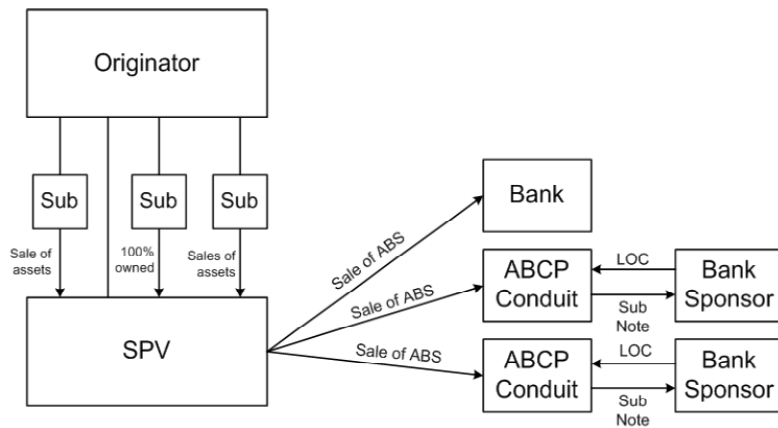 Originator
Sub
Sub
Sub
Sale of
assets
100%
owned
Sales of
assets
SPV
Sale of ABS
Sale of ABS
Sale of ABS
Bank
ABCP
Conduit
LOC
Sub
Note
Bank
Sponsor
ABCP
Conduit
LOC
Sub
Note
Bank
Sponsor